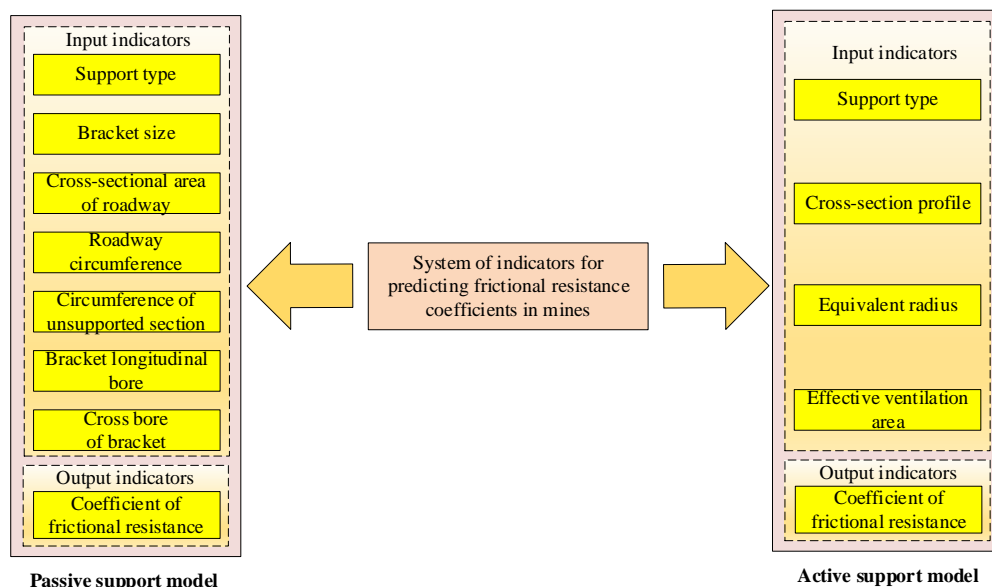 Input indicators
Support type
Bracket size
Cross-sectional area
of roadway
Roadway
circumference
Circumference of
unsupported section
Bracket longitudinal
bore
Cross bore
of bracket
Output indicators
Coefficient of
frictional resistance
Passive support model
System of indicators for
predicting frictional resistance
coefficients in mines
Input indicators
Support type
Cross-section profile
Equivalent radius
Effective ventilation
area
Output indicators
Coefficient of
frictional resistance
Active support model